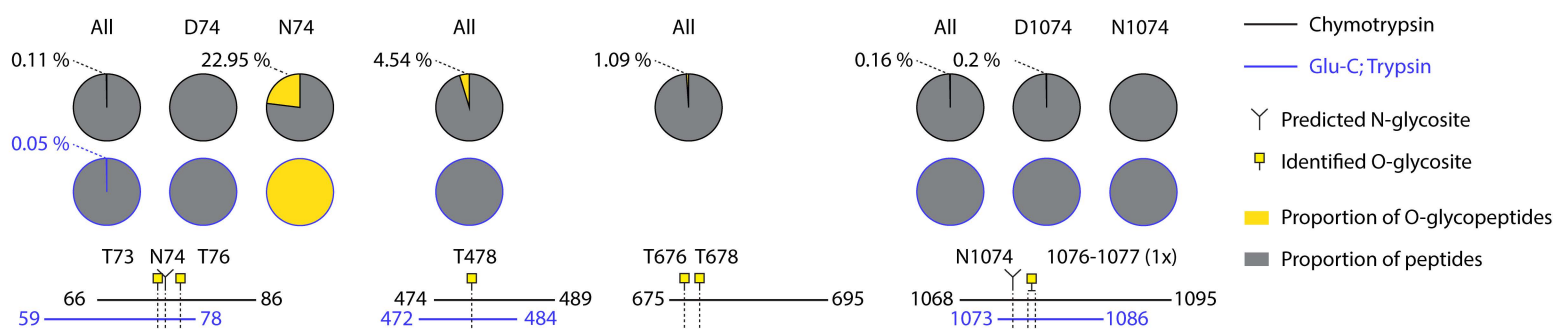 All D74 N74 All All All D1074 N1074
0.11 % 22.95 % 4.54 % 1.09 % 0.16 % 0.2 %
0.05 %
T73 N74 T76 T478 T676 T678 N1074 1076-1077 (1x)
66 86 474 489 675 695 1068 1095
59 78 472 484 1073 1086
Chymotrypsin
Glu-C; Trypsin
Predicted N-glycosite
Identified O-glycosite
Proportion of O-glycopeptides
Proportion of peptides